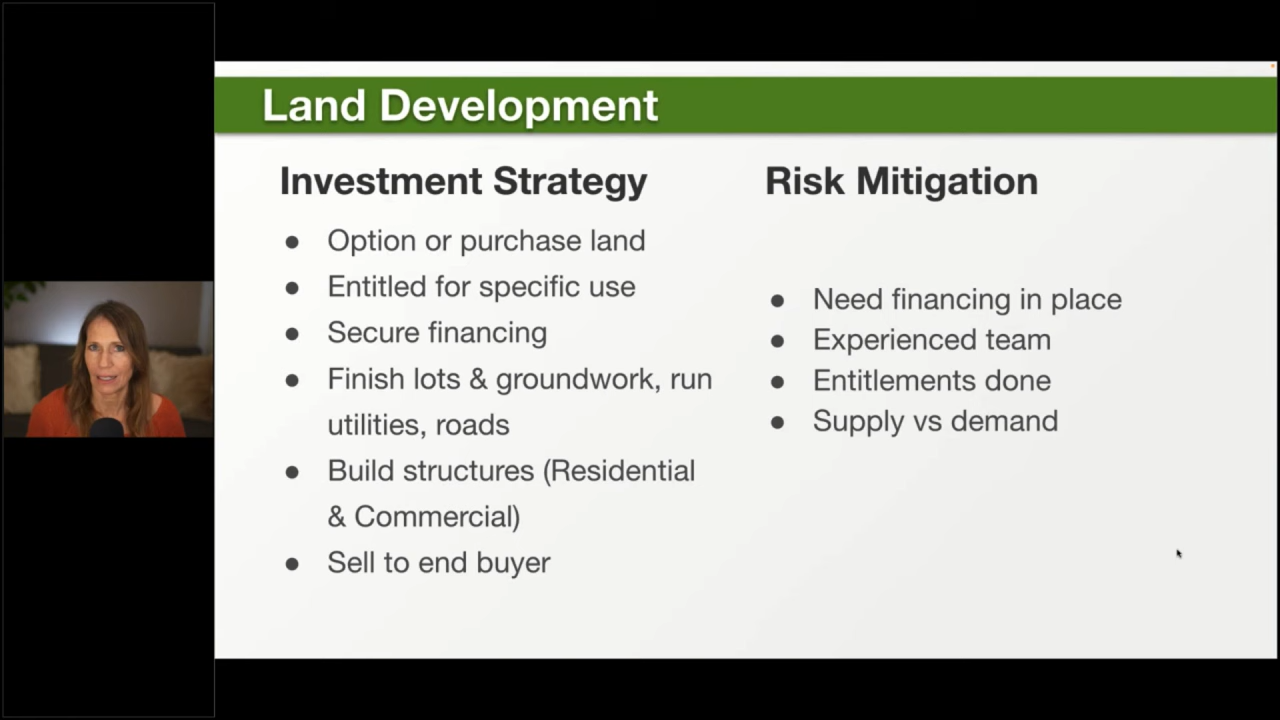 Land Development
Investment Strategy
● Option or purchase land
● Entitled for specific use
● Secure financing
● Finish lots & groundwork, run
utilities, roads
● Build structures (Residential
& Commercial)
● Sell to end buyer
Risk Mitigation
● Need financing in place
● Experienced team
● Entitlements done
● Supply vs demand